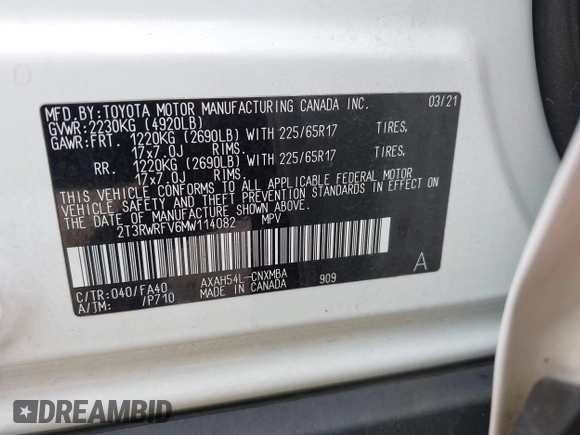 MFD.BY:TOYOTA MOTOR MANUFACTURING CANADA INC. 03/21
GVWR:2230KG (4920LB)
GAWR:FRT. 1220KG (2690LB) WITH 225/65R17 TIRES,
17x7.0J RIMS,
RR. 1220KG (2690LB) WITH 225/65R17 TIRES,
17x7.0J RIMS,
THIS VEHICLE CONFORMS TO ALL APPLICABLE FEDERAL MOTOR
VEHICLE SAFETY AND THEFT PREVENTION STANDARDS IN EFFECT
ON THE DATE OF MANUFACTURE SHOWN ABOVE.
2T3RWRFV6MW114082 MPV
C/TR:040/FA40 AXAH54L-CNXMBA 909 A
A/TM: /P710 MADE IN CANADA
DREAMBID